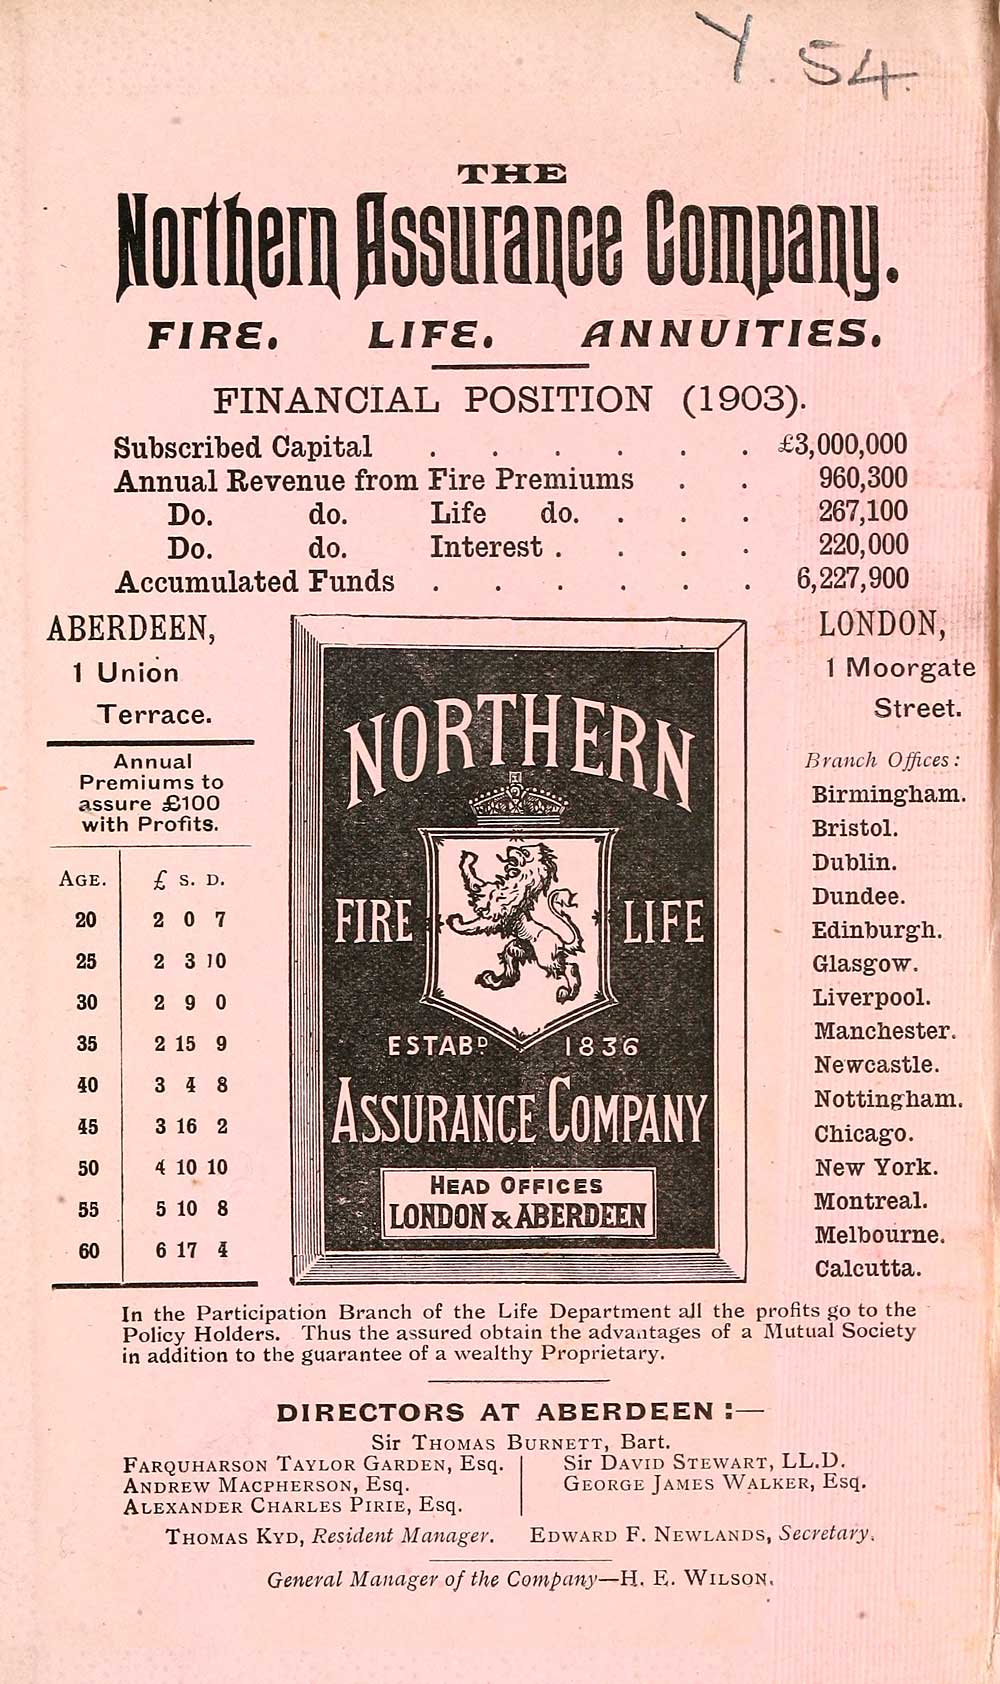 Y. 54.
THE
Northern Assurance Company.
FIRE. LIFE. ANNUITIES.
FINANCIAL POSITION (1903).
Subscribed Capital . . . . . . £3,000,000
Annual Revenue from Fire Premiums . . 960,300
Do. do. Life do. . . . 267,100
Do. do. Interest . . . . 220,000
Accumulated Funds . . . . . . 6,227,900
ABERDEEN,
1 Union
Terrace.
Annual
Premiums to
assure £100
with Profits.
AGE. £ S. D.
20 2 0 7
25 2 3 10
30 2 9 0
35 2 15 9
40 3 4 8
45 3 16 2
50 4 10 10
55 5 10 8
60 6 17 4
NORTHERN
FIRE LIFE
ESTABD 1836
ASSURANCE COMPANY
HEAD OFFICES
LONDON & ABERDEEN
LONDON,
1 Moorgate
Street.
Branch Offices:
Birmingham.
Bristol.
Dublin.
Dundee.
Edinburgh.
Glasgow.
Liverpool.
Manchester.
Newcastle.
Nottingham.
Chicago.
New York.
Montreal.
Melbourne.
Calcutta.
In the Participation Branch of the Life Department all the profits go to the
Policy Holders. Thus the assured obtain the advantages of a Mutual Society
in addition to the guarantee of a wealthy Proprietary.
DIRECTORS AT ABERDEEN:—
Sir THOMAS BURNETT, Bart.
FARQUHARSON TAYLOR GARDEN, Esq.
ANDREW MACPHERSON, Esq.
ALEXANDER CHARLES PIRIE, Esq.
Sir DAVID STEWART, LL.D.
GEORGE JAMES WALKER, Esq.
THOMAS KYD, Resident Manager. EDWARD F. NEWLANDS, Secretary.
General Manager of the Company—H. E. WILSON.